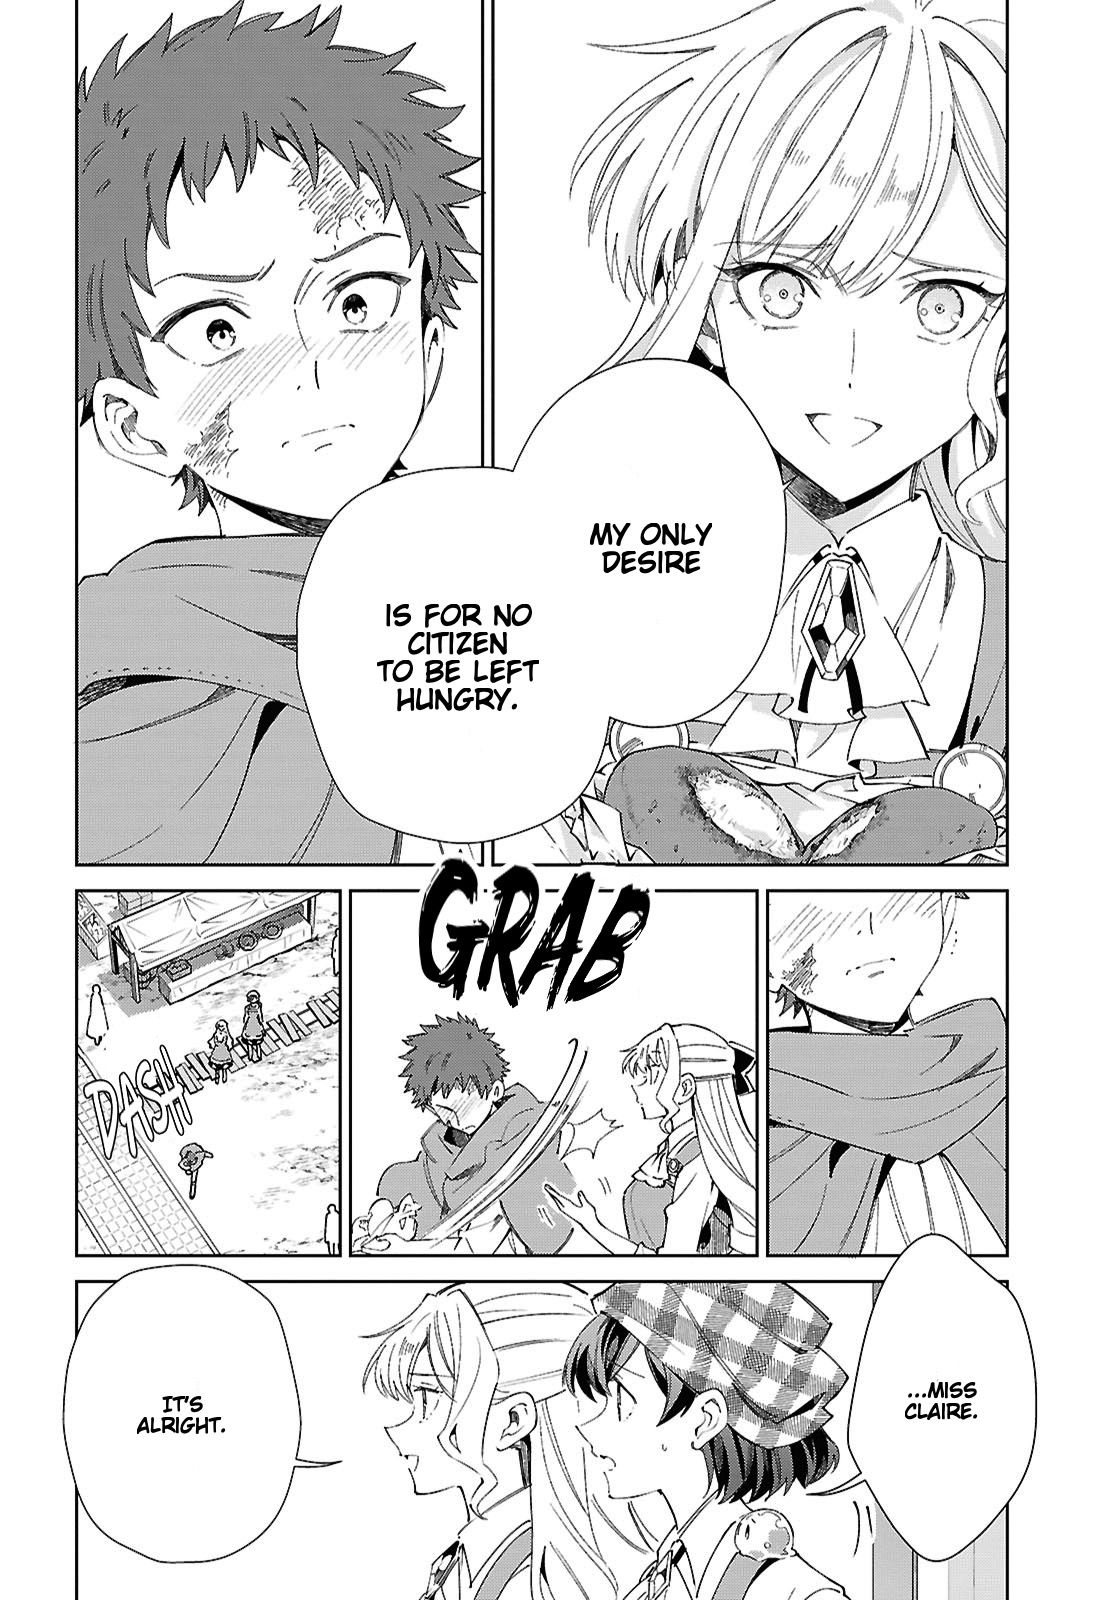 MY ONLY
DESIRE
IS FOR NO
CITIZEN
TO BE LEFT
HUNGRY.
GRAB
DASH
...MISS
CLAIRE.
IT'S
ALRIGHT.